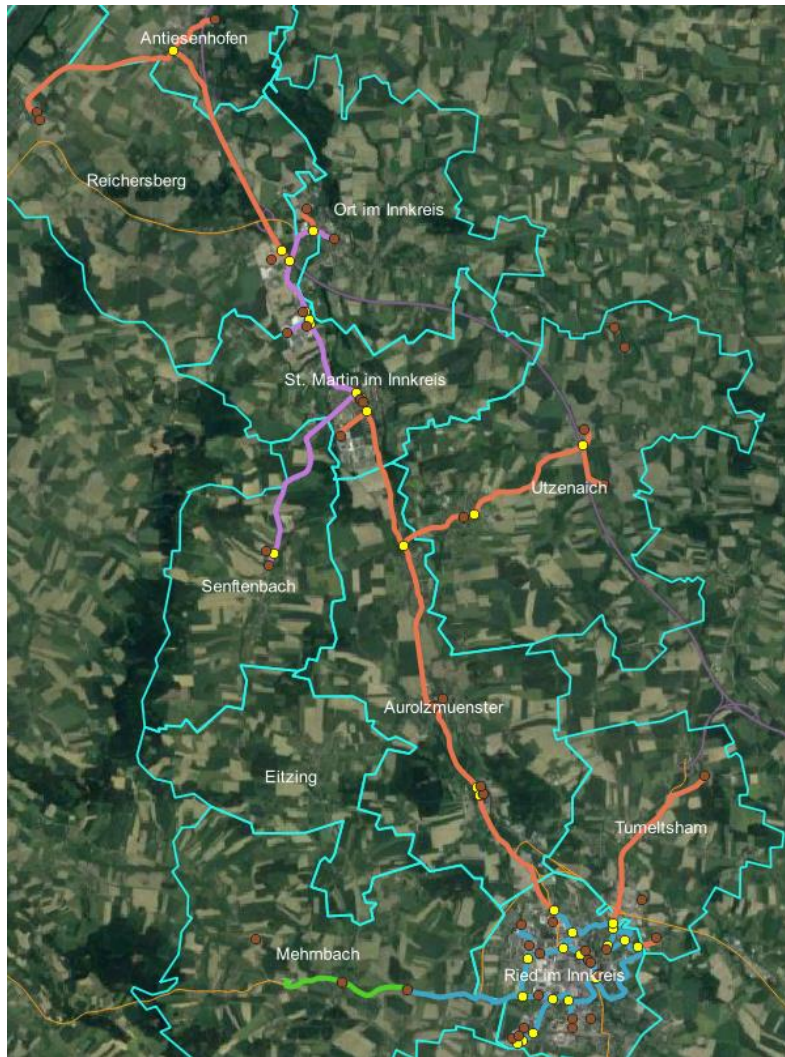 Antiesenhofen
Reichersberg
Ort im Innkreis
St. Martin im Innkreis
Utzenaich
Senftenbach
Aurolzmuenster
Eitzing
Tumeltsham
Mehrnbach
Ried im Innkreis